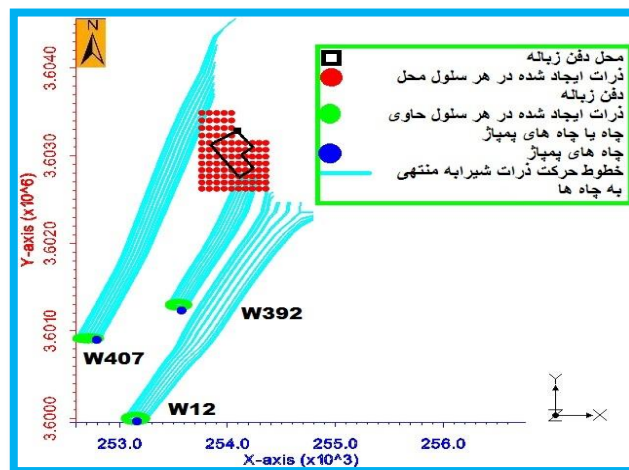 N
محل دفن زباله
ذرات ایجاد شده در هر سلول محل
دفن زباله
ذرات ایجاد شده در هر سلول حاوی
چاه یا چاه های پمپاژ
چاه های پمپاژ
خطوط حرکت ذرات شیرابه منتهی
به چاه ها
Y-axis (x10^6)
3.6040
3.6030
3.6020
3.6010
3.6000
W407
W392
W12
253.0
254.0
255.0
256.0
X-axis (x10^3)
Y
Z
X